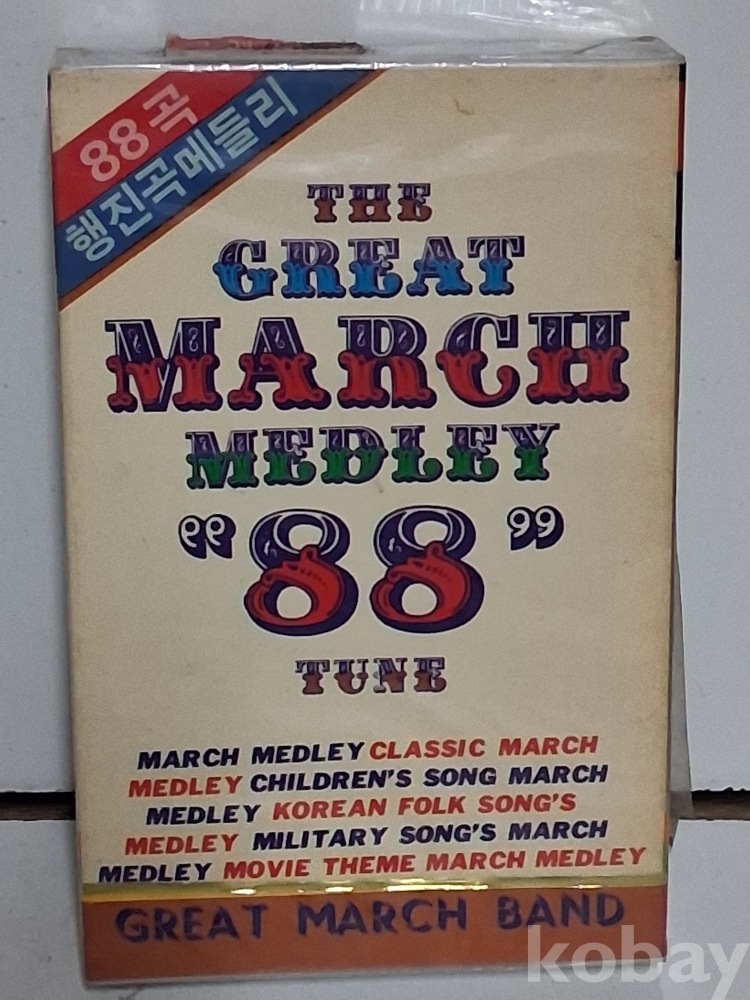 88곡
행진곡메들리
THE
GREAT
MARCH
MEDLEY
“88”
TUNE
MARCH MEDLEY CLASSIC MARCH
MEDLEY CHILDREN'S SONG MARCH
MEDLEY KOREAN FOLK SONG'S
MEDLEY MILITARY SONG'S MARCH
MEDLEY MOVIE THEME MARCH MEDLEY
GREAT MARCH BAND
kobay